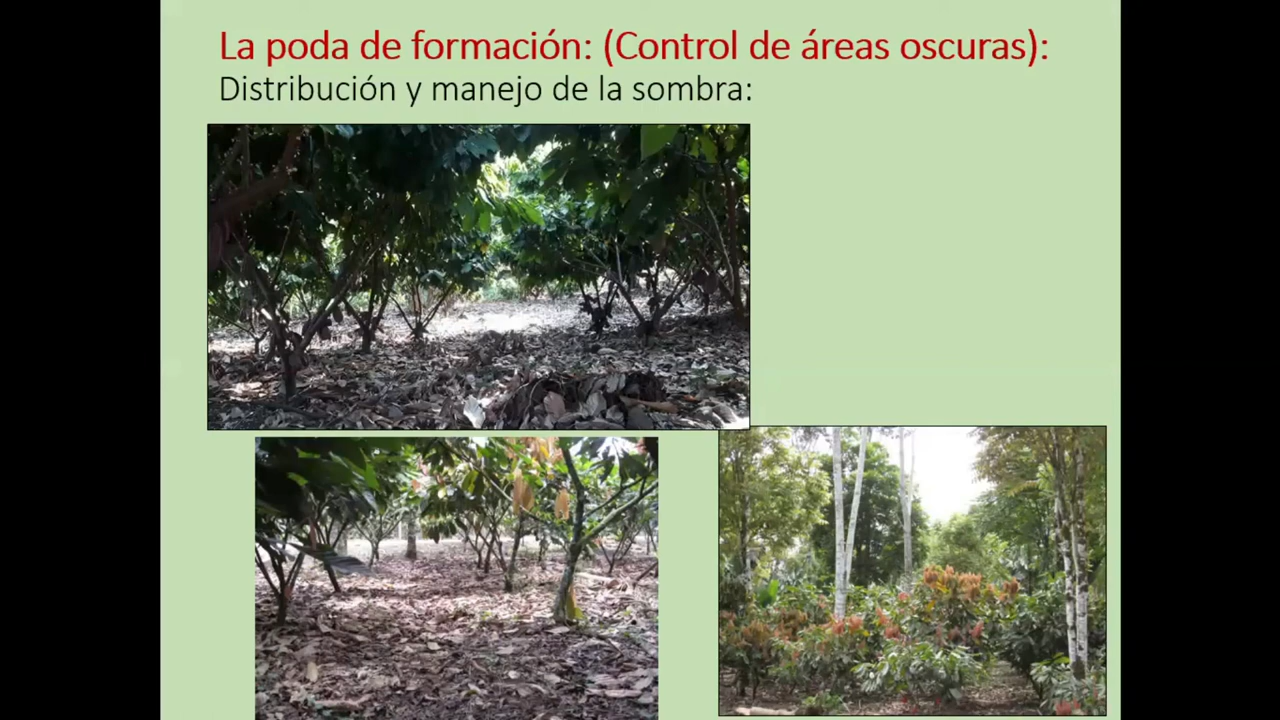 La poda de formación: (Control de áreas oscuras):
Distribución y manejo de la sombra: